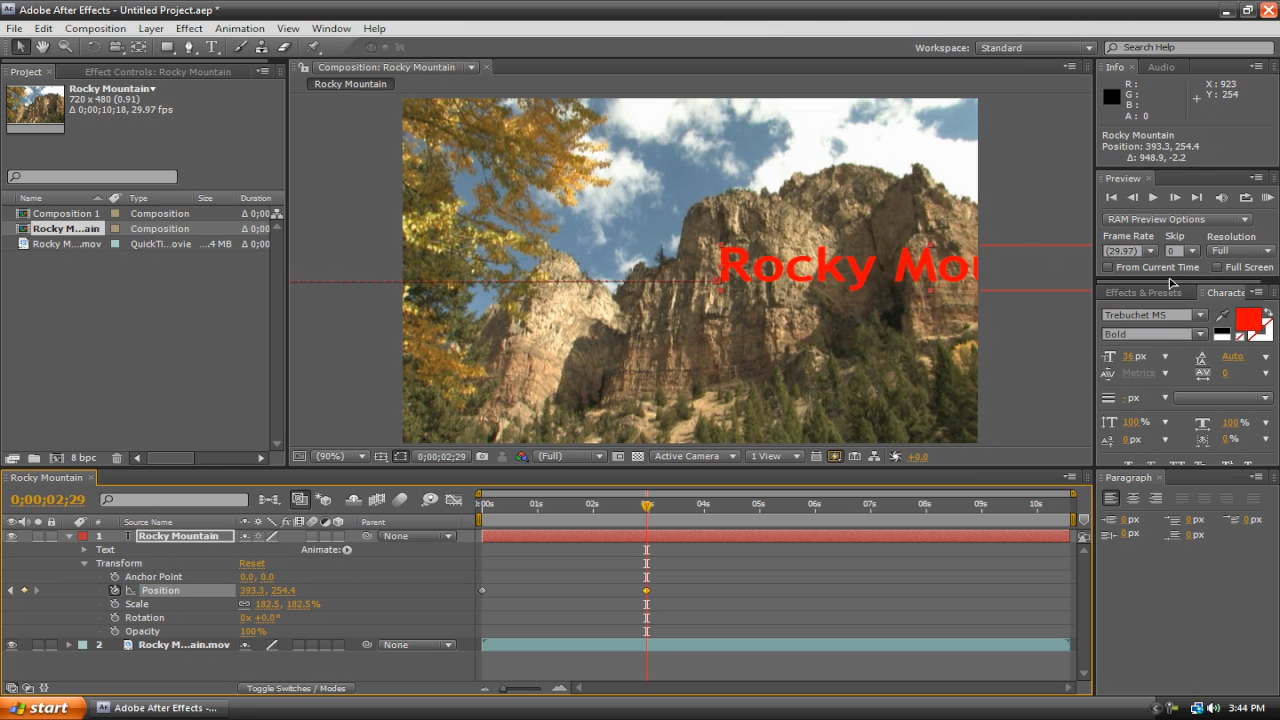 Adobe After Effects - Untitled Project.aep *
File Edit Composition Layer Effect Animation View Window Help
Workspace: Standard
Search Help
Project
Effect Controls: Rocky Mountain
Rocky Mountain▾
720 x 480 (0.91)
Δ 0;00;10;18, 29.97 fps
Name Type Size Duration
Composition 1 Composition Δ 0;00
Rocky M...ain Composition Δ 0;00
Rocky M....mov QuickTi...ovie ....4 MB Δ 0;00
8 bpc
Composition: Rocky Mountain
Rocky Mountain
Rocky Mou
(90%) 0;00;02;29 (Full) Active Camera 1 View +0.0
Info Audio
R : X : 923
G : Y : 254
B :
A : 0
Rocky Mountain
Position: 393.3, 254.4
Δ: 948.9, -2.2
Preview
RAM Preview Options
Frame Rate Skip Resolution
(29.97) 0 Full
From Current Time Full Screen
Effects & Presets Characte
Trebuchet MS
Bold
36 px Auto
Metrics 0
- px
100% 100%
0 px 0 %
Paragraph
0 px 0 px 0 px
0 px 0 px
Rocky Mountain
0;00;02;29
00s 01s 02s 04s 05s 06s 07s 08s 09s 10s
# Source Name Parent
1 T Rocky Mountain None
Text Animate:
Transform Reset
Anchor Point 0.0, 0.0
Position 393.3, 254.4
Scale 182.5, 182.5%
Rotation 0x +0.0°
Opacity 100%
2 Rocky M...ain.mov None
Toggle Switches / Modes
start
Adobe After Effects -...
3:44 PM